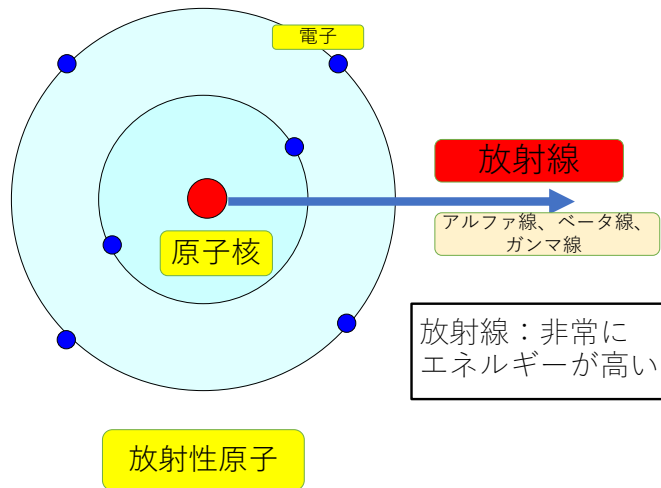 電子
放射線
アルファ線、ベータ線、
ガンマ線
原子核
放射線：非常に
エネルギーが高い
放射性原子